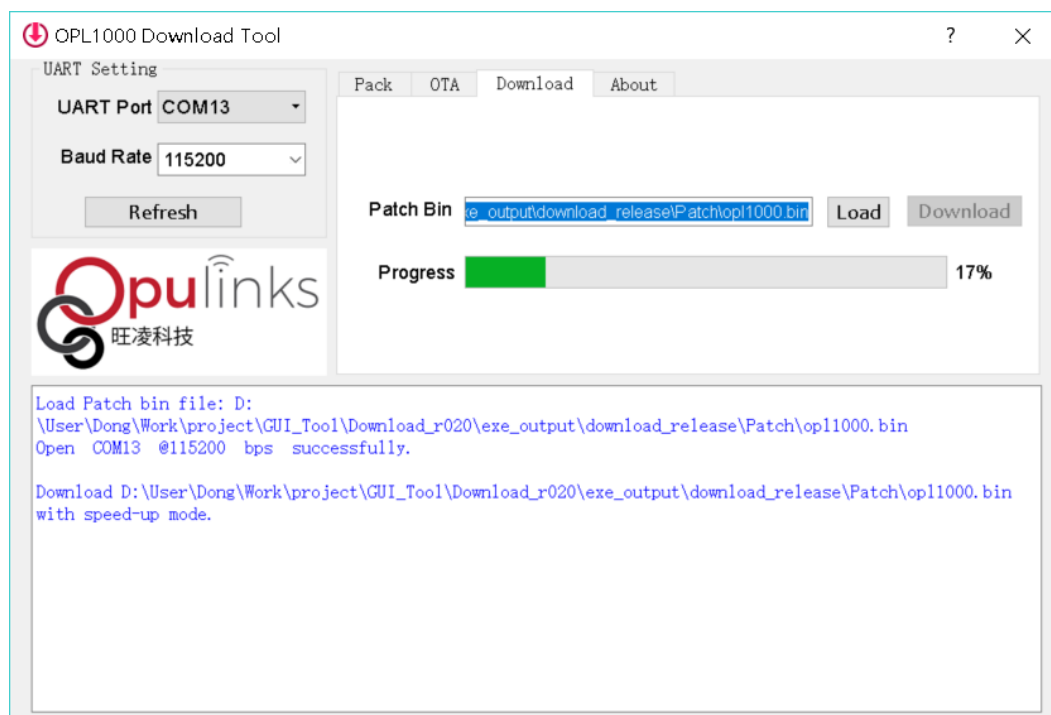 OPL1000 Download Tool
?
UART Setting
UART Port COM13
Baud Rate 115200
Refresh
Opulinks
旺凌科技
Pack OTA Download About
Patch Bin xe_output\download_release\Patch\opl1000.bin Load Download
Progress 17%
Load Patch bin file: D:
\User\Dong\Work\project\GUI_Tool\Download_r020\exe_output\download_release\Patch\opl1000.bin
Open COM13 @115200 bps successfully.
Download D:\User\Dong\Work\project\GUI_Tool\Download_r020\exe_output\download_release\Patch\opl1000.bin
with speed-up mode.